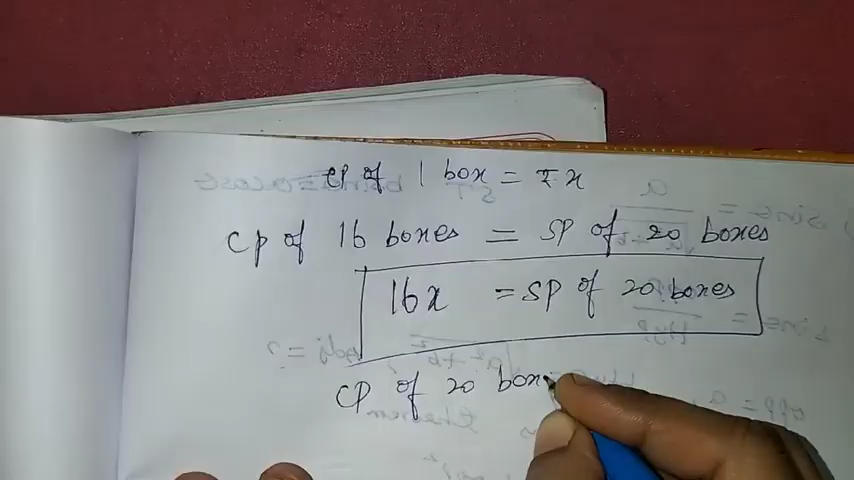 CP of 1 box = ₹ x
CP of 16 boxes = SP of 20 boxes
16x = SP of 20 boxes
CP of 20 box